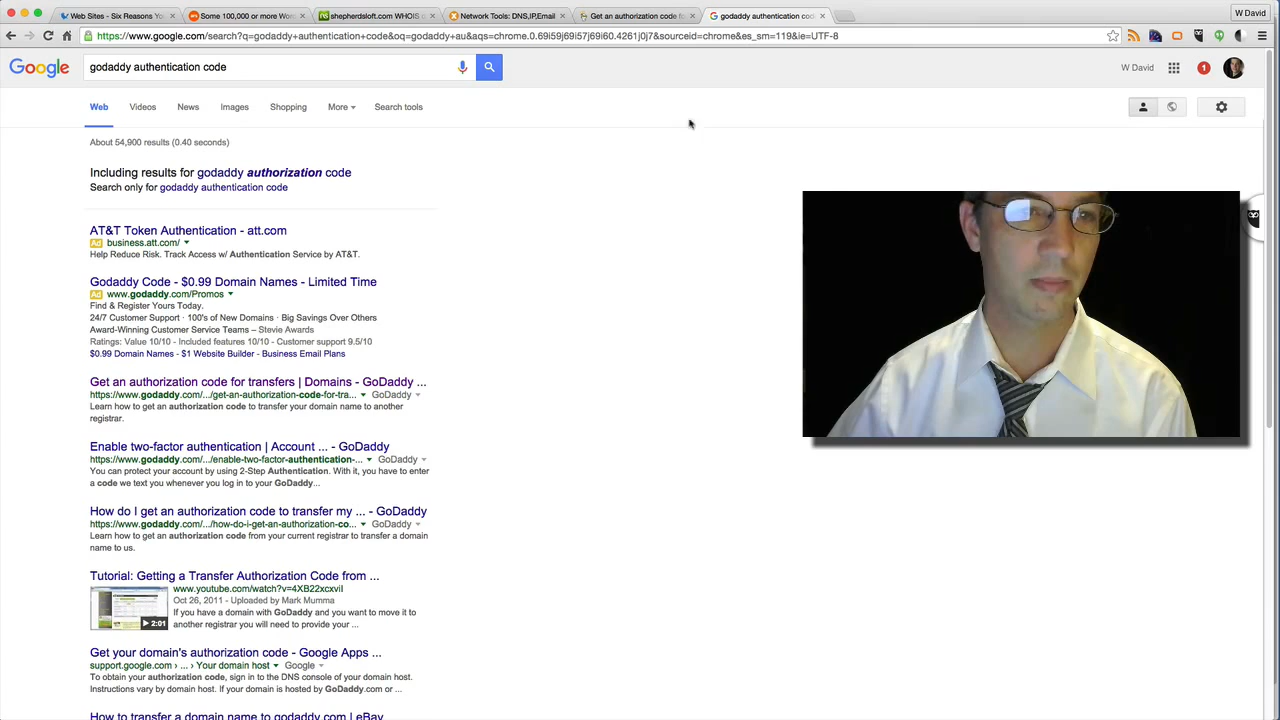 Web Sites - Six Reasons Yo
Some 100,000 or more Wor
shepherdsloft.com WHOIS
Network Tools: DNS,IP,Email
Get an authorization code fo
godaddy authentication code
W David
https://www.google.com/search?q=godaddy+authentication+code&oq=godaddy+au&aqs=chrome.0.69i59j69i57j69i60.4261j0j7&sourceid=chrome&es_sm=119&ie=UTF-8
Google
godaddy authentication code
W David
1
Web
Videos
News
Images
Shopping
More
Search tools
About 54,900 results (0.40 seconds)
Including results for godaddy authorization code
Search only for godaddy authentication code
AT&T Token Authentication - att.com
Ad business.att.com/
Help Reduce Risk. Track Access w/ Authentication Service by AT&T.
Godaddy Code - $0.99 Domain Names - Limited Time
Ad www.godaddy.com/Promos
Find & Register Yours Today.
24/7 Customer Support · 100's of New Domains · Big Savings Over Others
Award-Winning Customer Service Teams – Stevie Awards
Ratings: Value 10/10 - Included features 10/10 - Customer support 9.5/10
$0.99 Domain Names - $1 Website Builder - Business Email Plans
Get an authorization code for transfers | Domains - GoDaddy ...
https://www.godaddy.com/.../get-an-authorization-code-for-tra... GoDaddy
Learn how to get an authorization code to transfer your domain name to another
registrar.
Enable two-factor authentication | Account ... - GoDaddy
https://www.godaddy.com/.../enable-two-factor-authentication-... GoDaddy
You can protect your account by using 2-Step Authentication. With it, you have to enter
a code we text you whenever you log in to your GoDaddy...
How do I get an authorization code to transfer my ... - GoDaddy
https://www.godaddy.com/.../how-do-i-get-an-authorization-co... GoDaddy
Learn how to get an authorization code from your current registrar to transfer a domain
name to us.
Tutorial: Getting a Transfer Authorization Code from ...
www.youtube.com/watch?v=4XB22xcxviI
Oct 26, 2011 - Uploaded by Mark Mumma
If you have a domain with GoDaddy and you want to move it to
another registrar you will need to provide your ...
2:01
Get your domain's authorization code - Google Apps ...
support.google.com › ... › Your domain host Google
To obtain your authorization code, sign in to the DNS console of your domain host.
Instructions vary by domain host. If your domain is hosted by GoDaddy.com or ...
How to transfer a domain name to godaddy.com | eBay